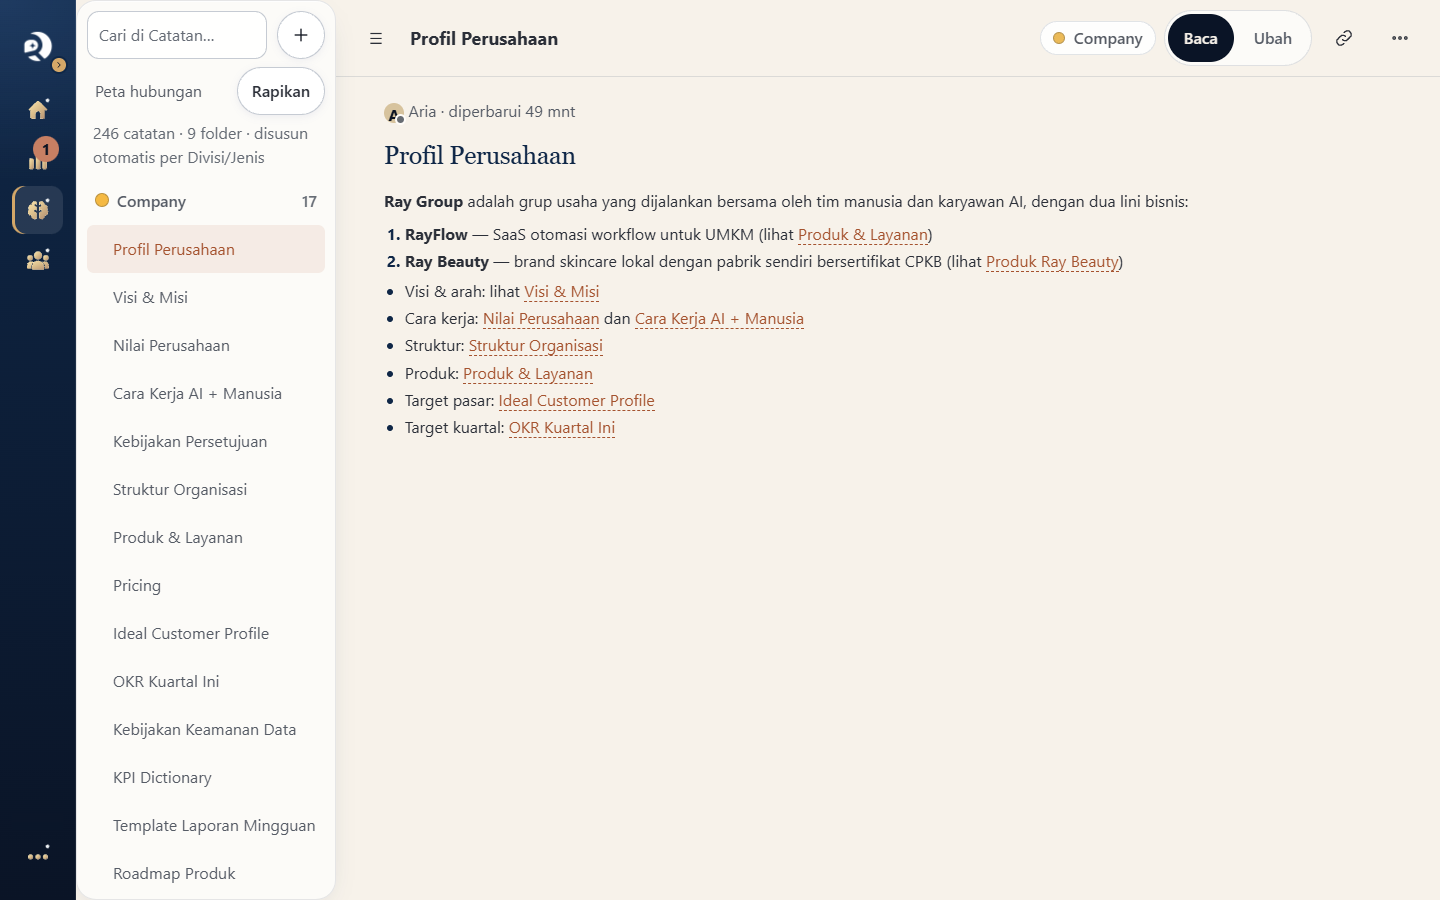 Cari di Catatan...
+
Peta hubungan
Rapikan
246 catatan · 9 folder · disusun
otomatis per Divisi/Jenis
Company 17
Profil Perusahaan
Visi & Misi
Nilai Perusahaan
Cara Kerja AI + Manusia
Kebijakan Persetujuan
Struktur Organisasi
Produk & Layanan
Pricing
Ideal Customer Profile
OKR Kuartal Ini
Kebijakan Keamanan Data
KPI Dictionary
Template Laporan Mingguan
Roadmap Produk
1
Profil Perusahaan
Company
Baca
Ubah
A
Aria · diperbarui 49 mnt
Profil Perusahaan
Ray Group adalah grup usaha yang dijalankan bersama oleh tim manusia dan karyawan AI, dengan dua lini bisnis:
1. RayFlow — SaaS otomasi workflow untuk UMKM (lihat Produk & Layanan)
2. Ray Beauty — brand skincare lokal dengan pabrik sendiri bersertifikat CPKB (lihat Produk Ray Beauty)
• Visi & arah: lihat Visi & Misi
• Cara kerja: Nilai Perusahaan dan Cara Kerja AI + Manusia
• Struktur: Struktur Organisasi
• Produk: Produk & Layanan
• Target pasar: Ideal Customer Profile
• Target kuartal: OKR Kuartal Ini